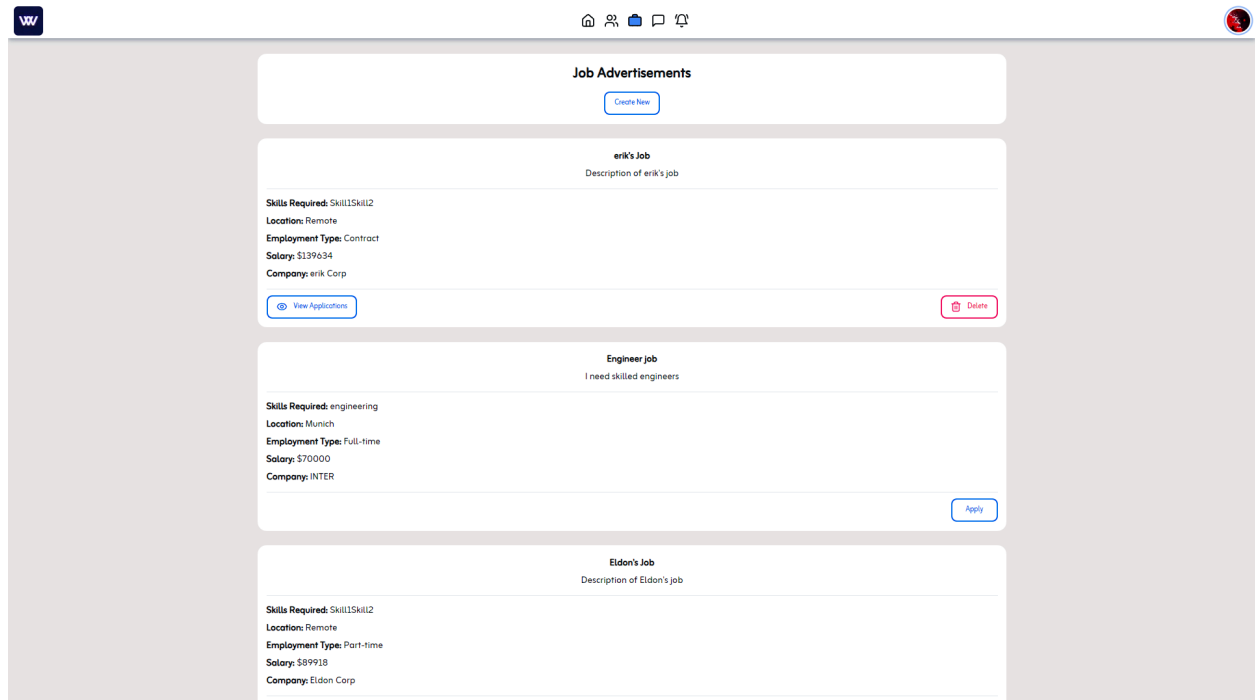 W
Job Advertisements
Create New
erik's Job
Description of erik's job
Skills Required: Skill1Skill2
Location: Remote
Employment Type: Contract
Salary: $139634
Company: erik Corp
View Applications
Delete
Engineer job
I need skilled engineers
Skills Required: engineering
Location: Munich
Employment Type: Full-time
Salary: $70000
Company: INTER
Apply
Eldon's Job
Description of Eldon's job
Skills Required: Skill1Skill2
Location: Remote
Employment Type: Part-time
Salary: $89918
Company: Eldon Corp